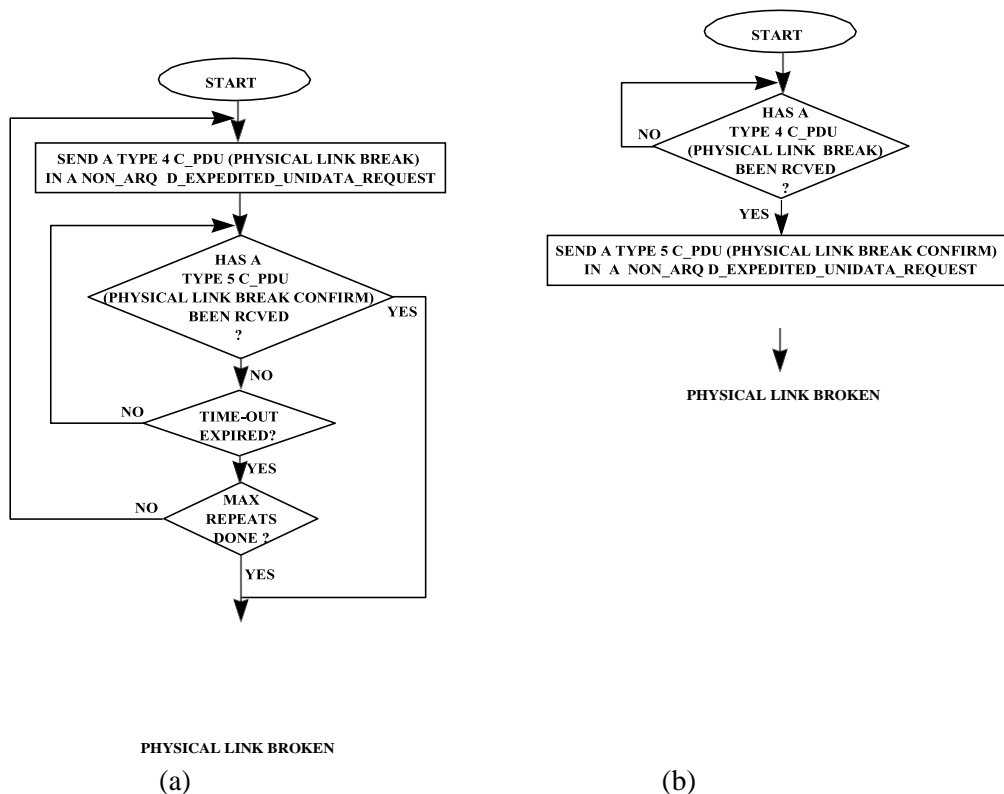 START
SEND A TYPE 4 C_PDU (PHYSICAL LINK BREAK)
IN A NON_ARQ D_EXPEDITED_UNIDATA_REQUEST
HAS A
TYPE 5 C_PDU
(PHYSICAL LINK BREAK CONFIRM)
BEEN RCVED
?
YES
NO
NO
TIME-OUT
EXPIRED?
YES
NO
MAX
REPEATS
DONE ?
YES
PHYSICAL LINK BROKEN
(a)
START
HAS A
TYPE 4 C_PDU
(PHYSICAL LINK BREAK)
BEEN RCVED
?
NO
YES
SEND A TYPE 5 C_PDU (PHYSICAL LINK BREAK CONFIRM)
IN A NON_ARQ D_EXPEDITED_UNIDATA_REQUEST
PHYSICAL LINK BROKEN
(b)